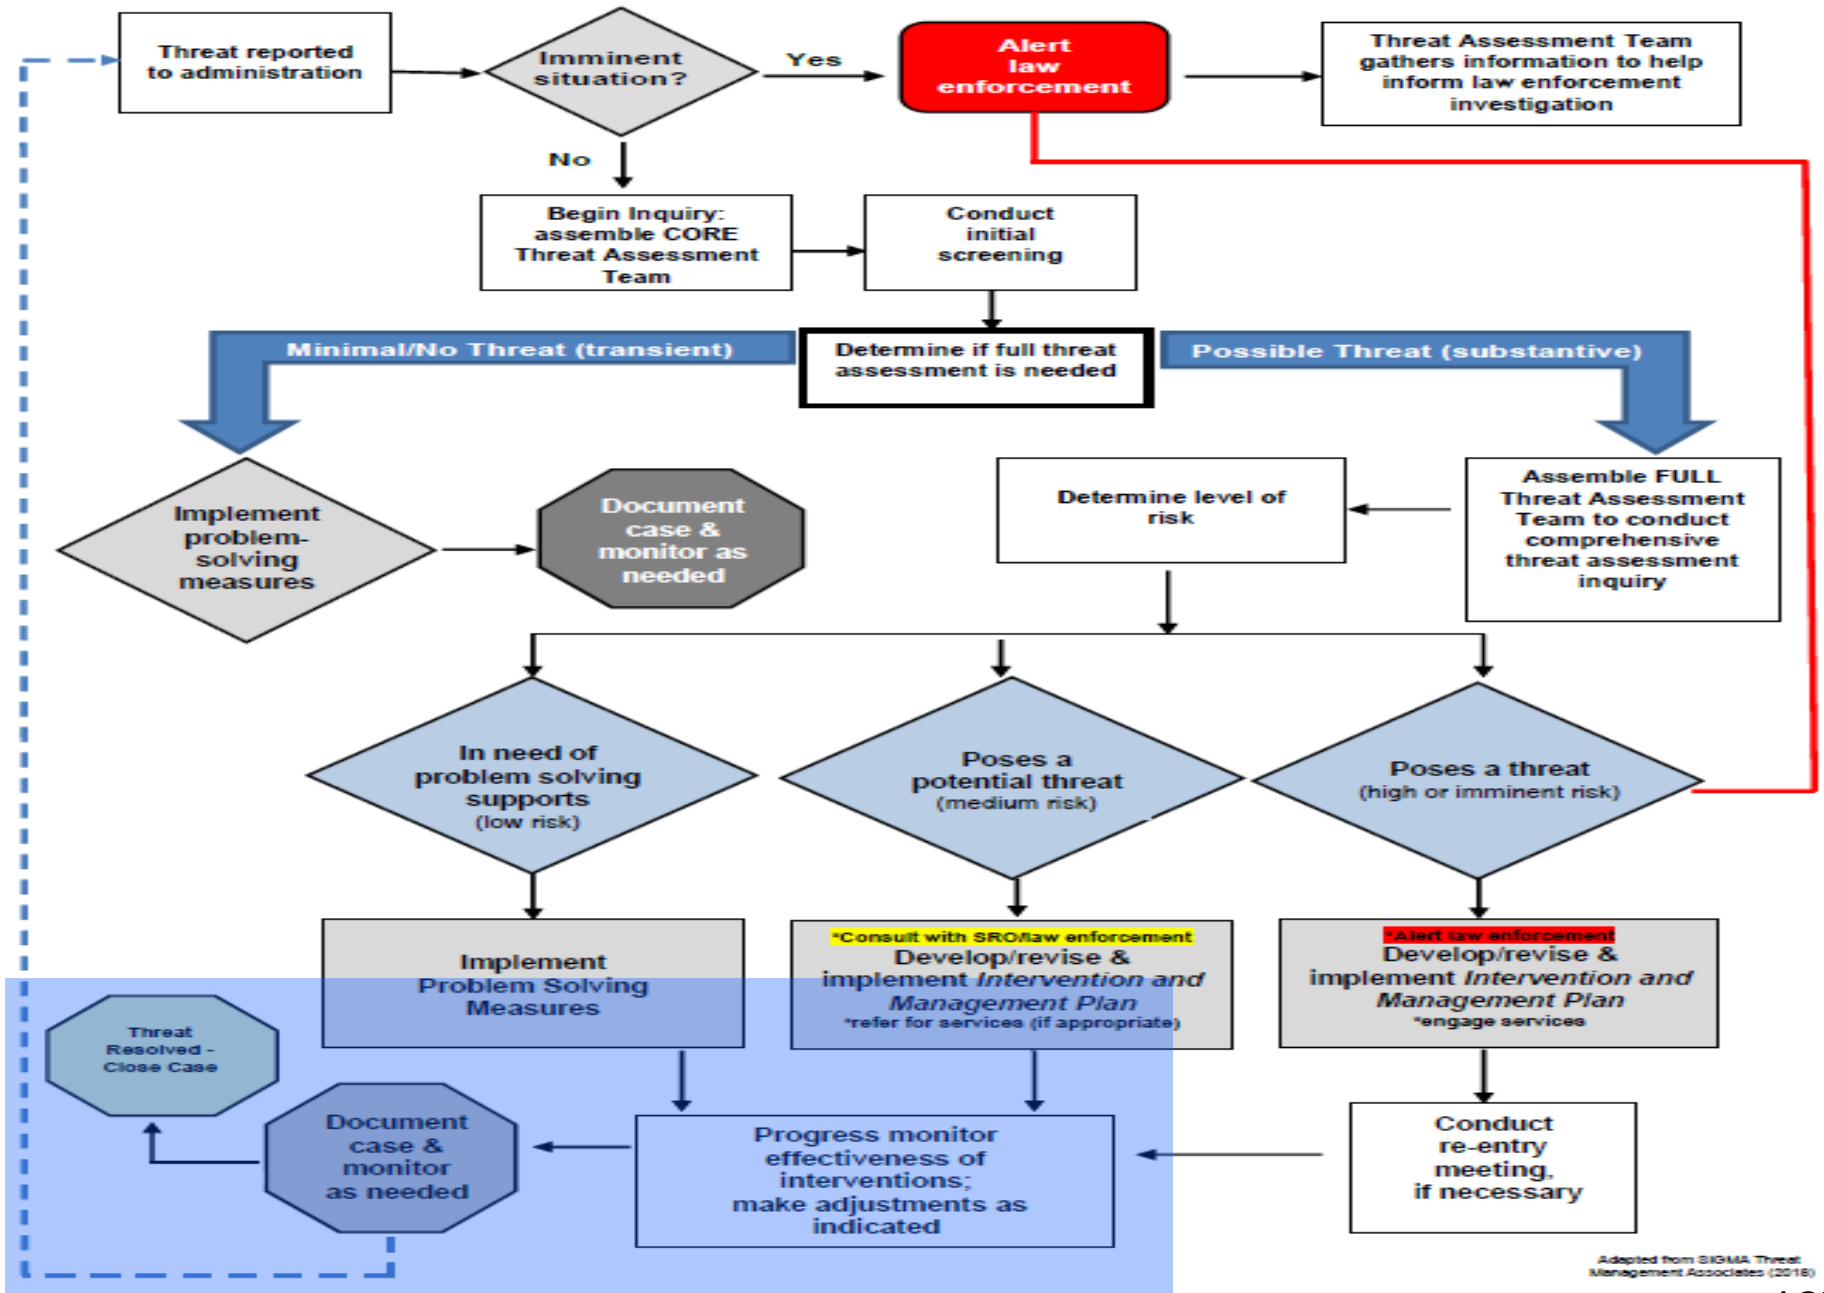 Threat reported
to administration
Imminent
situation?
Yes
Alert
law
enforcement
Threat Assessment Team
gathers information to help
inform law enforcement
investigation
No
Begin Inquiry:
assemble CORE
Threat Assessment
Team
Conduct
initial
screening
Minimal/No Threat (transient)
Determine if full threat
assessment is needed
Possible Threat (substantive)
Implement
problem-
solving
measures
Document
case &
monitor as
needed
Determine level of
risk
Assemble FULL
Threat Assessment
Team to conduct
comprehensive
threat assessment
inquiry
In need of
problem solving
supports
(low risk)
Poses a
potential threat
(medium risk)
Poses a threat
(high or imminent risk)
Implement
Problem Solving
Measures
*Consult with SRO/law enforcement
Develop/revise &
implement Intervention and
Management Plan
*refer for services (if appropriate)
*Alert law enforcement
Develop/revise &
implement Intervention and
Management Plan
*engage services
Threat
Resolved -
Close Case
Document
case &
monitor
as needed
Progress monitor
effectiveness of
interventions;
make adjustments as
indicated
Conduct
re-entry
meeting,
if necessary
Adapted from SIGMA Threat
Management Associates